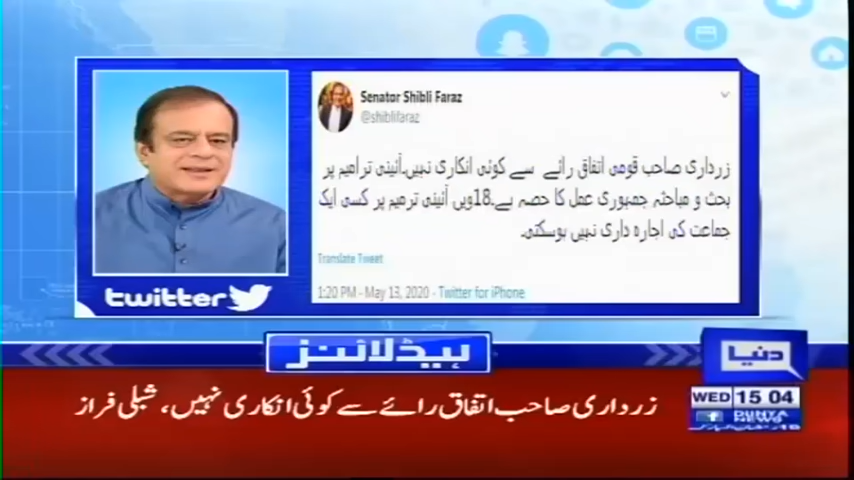 Senator Shibli Faraz
@shiblifaraz
زرداری صاحب قومی اتفاق رائے سے کوئی انکاری نہیں۔آئینی ترامیم پر
بحث و مباحثہ جمہوری عمل کا حصہ ہے۔18ویں آئینی ترمیم پر کسی ایک
جماعت کی اجارہ داری نہیں ہوسکتی۔
Translate Tweet
1:20 PM - May 13, 2020 - Twitter for iPhone
twitter
ہیڈلائنز
دنیا
زرداری صاحب اتفاق رائے سے کوئی انکاری نہیں، شبلی فراز
WED 15 04
f DUNYA NEWS